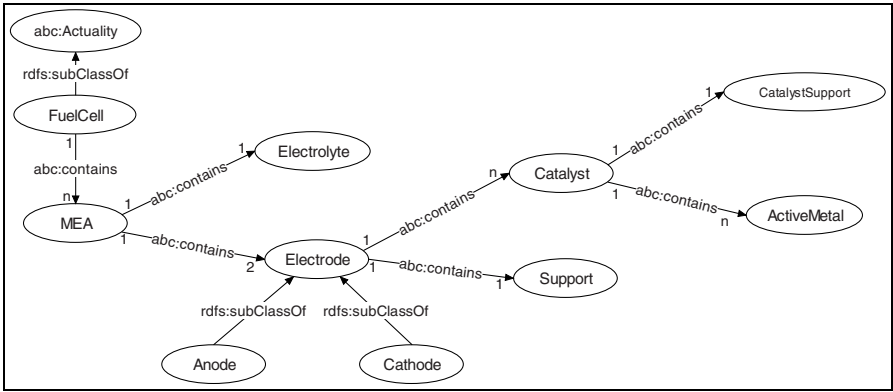 abc:Actuality
rdfs:subClassOf
FuelCell
1
abc:contains
n
MEA
1
abc:contains
1
Electrolyte
1
abc:contains
2
Electrode
1
abc:contains
n
Catalyst
1
abc:contains
1
CatalystSupport
1
abc:contains
n
ActiveMetal
1
abc:contains
1
Support
rdfs:subClassOf
rdfs:subClassOf
Anode
Cathode